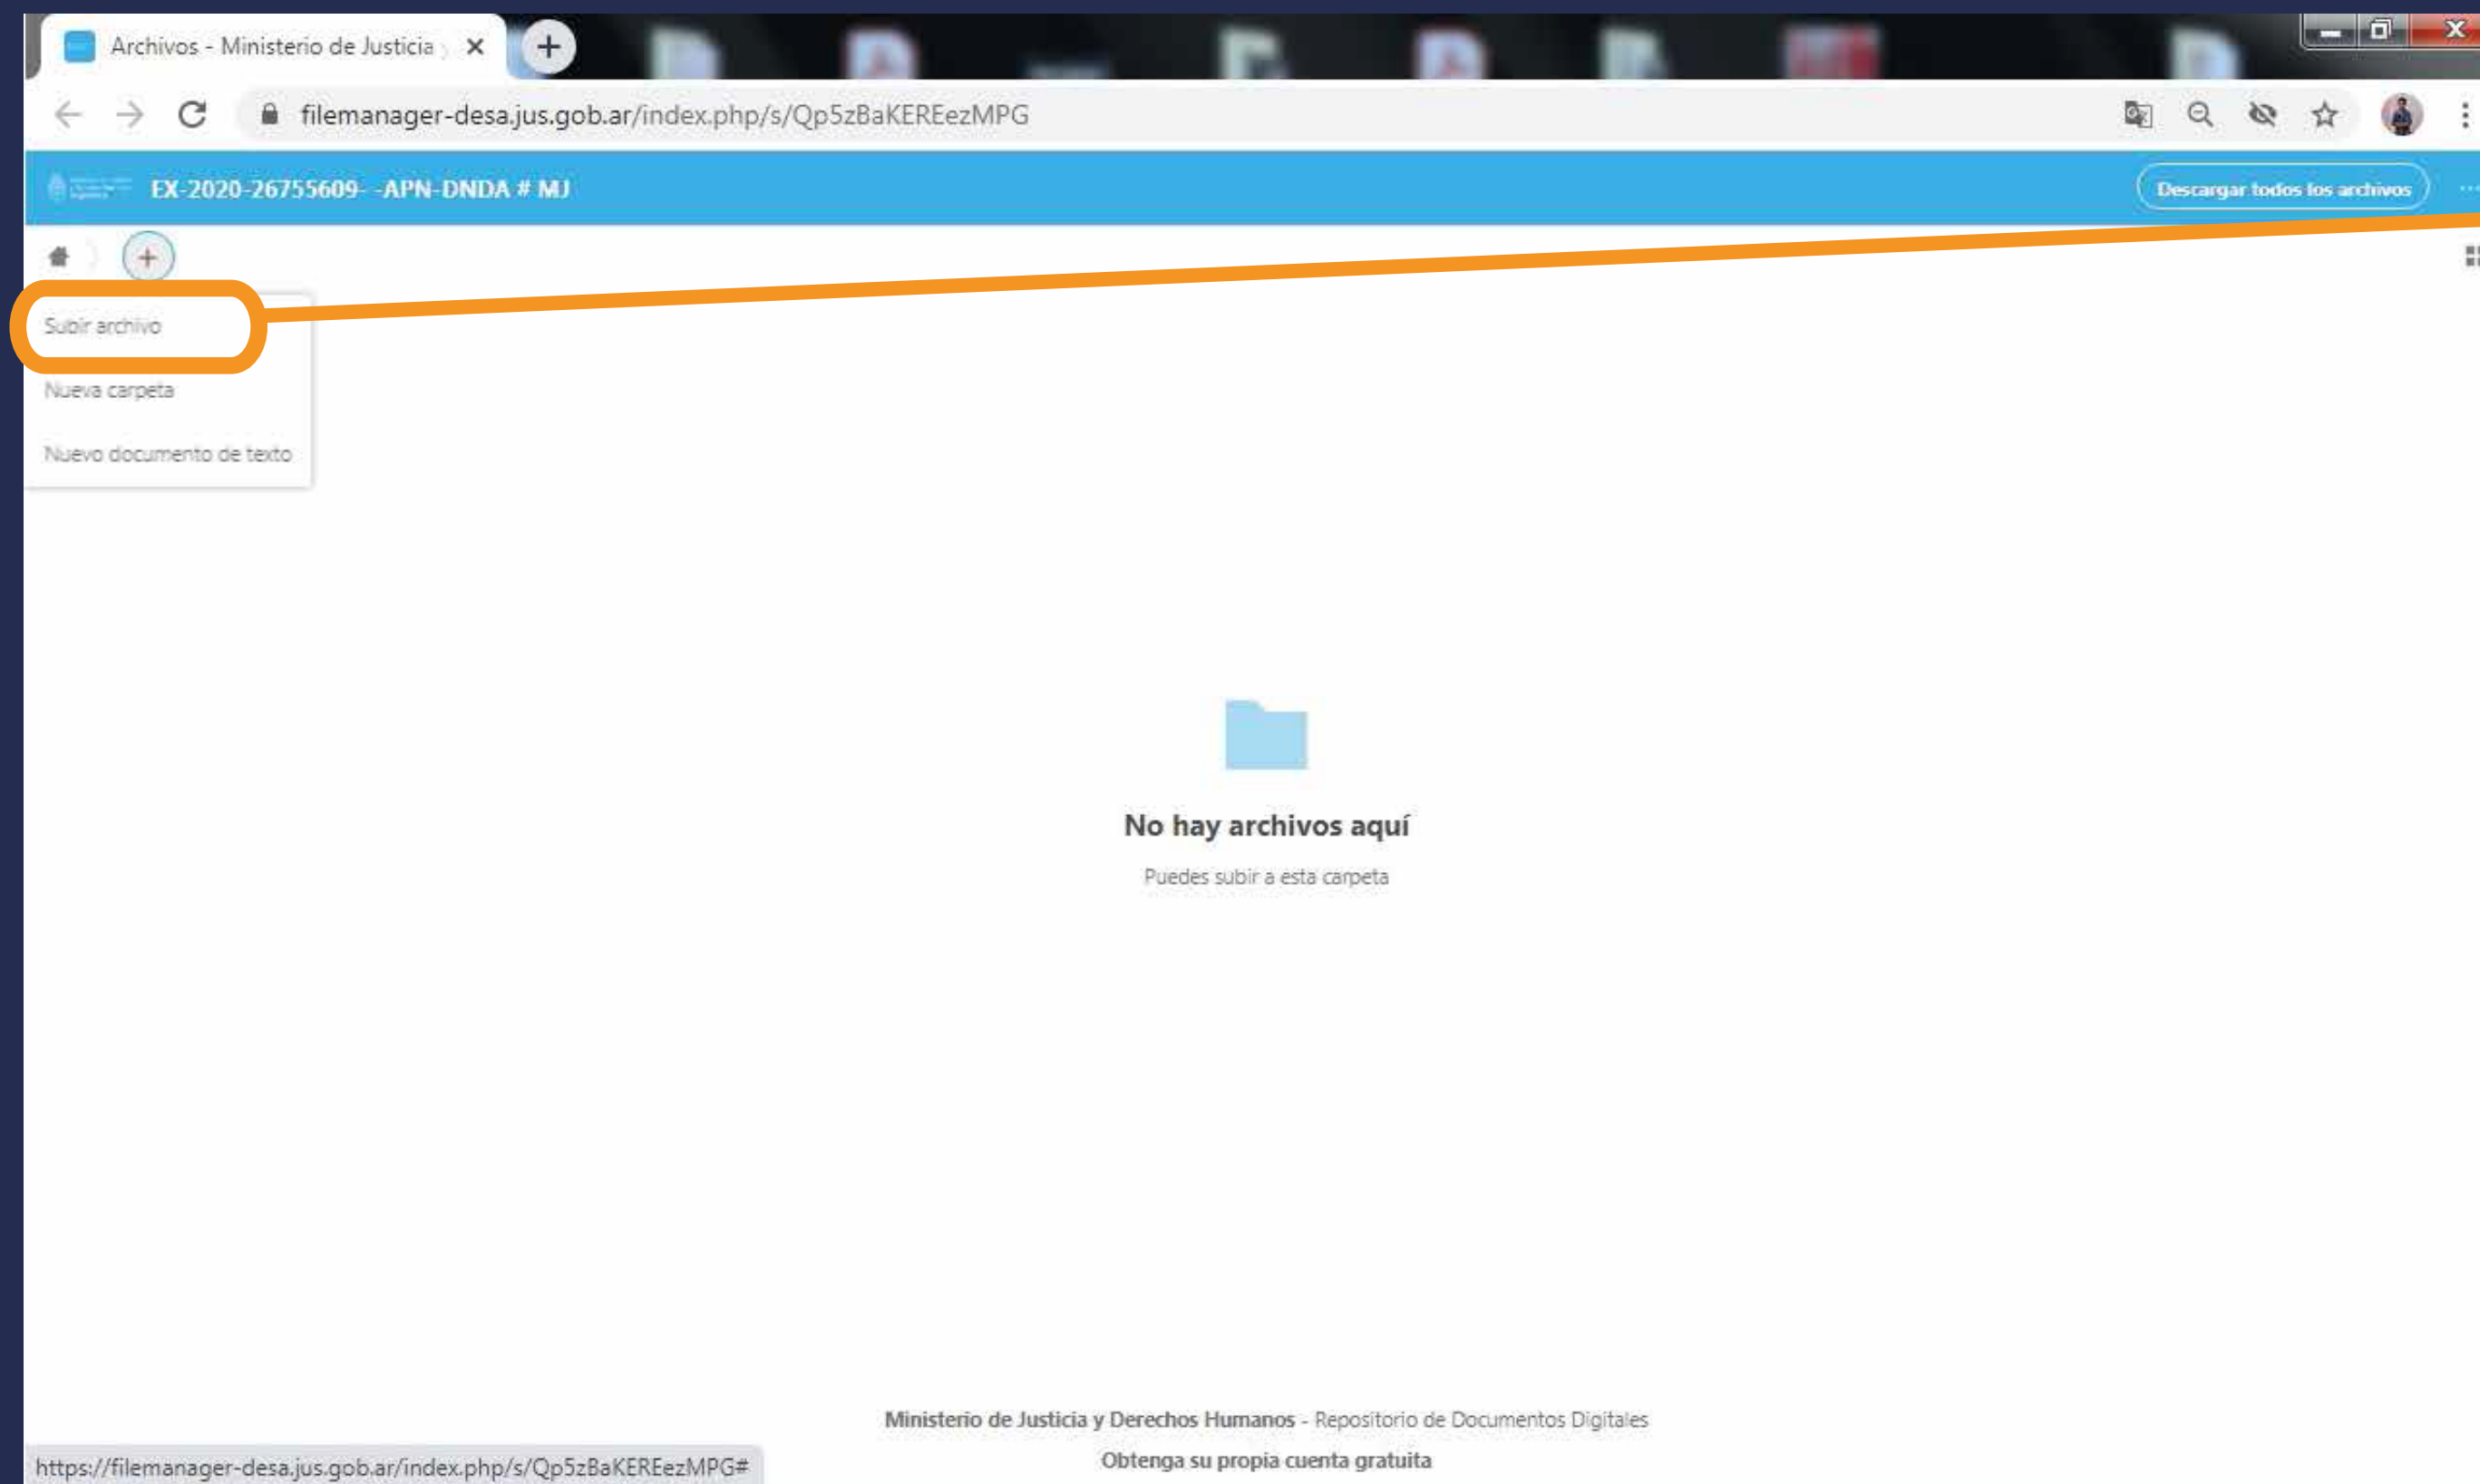 Archivos - Ministerio de Justicia y
filemanager-desa.jus.gob.ar/index.php/s/Qp5zBaKEREezMPG
EX-2020-26755609- -APN-DNDA # MJ
Descargar todos los archivos
Subir archivo
Nueva carpeta
Nuevo documento de texto
No hay archivos aquí
Puedes subir a esta carpeta
Ministerio de Justicia y Derechos Humanos - Repositorio de Documentos Digitales
Obtenga su propia cuenta gratuita
https://filemanager-desa.jus.gob.ar/index.php/s/Qp5zBaKEREezMPG#